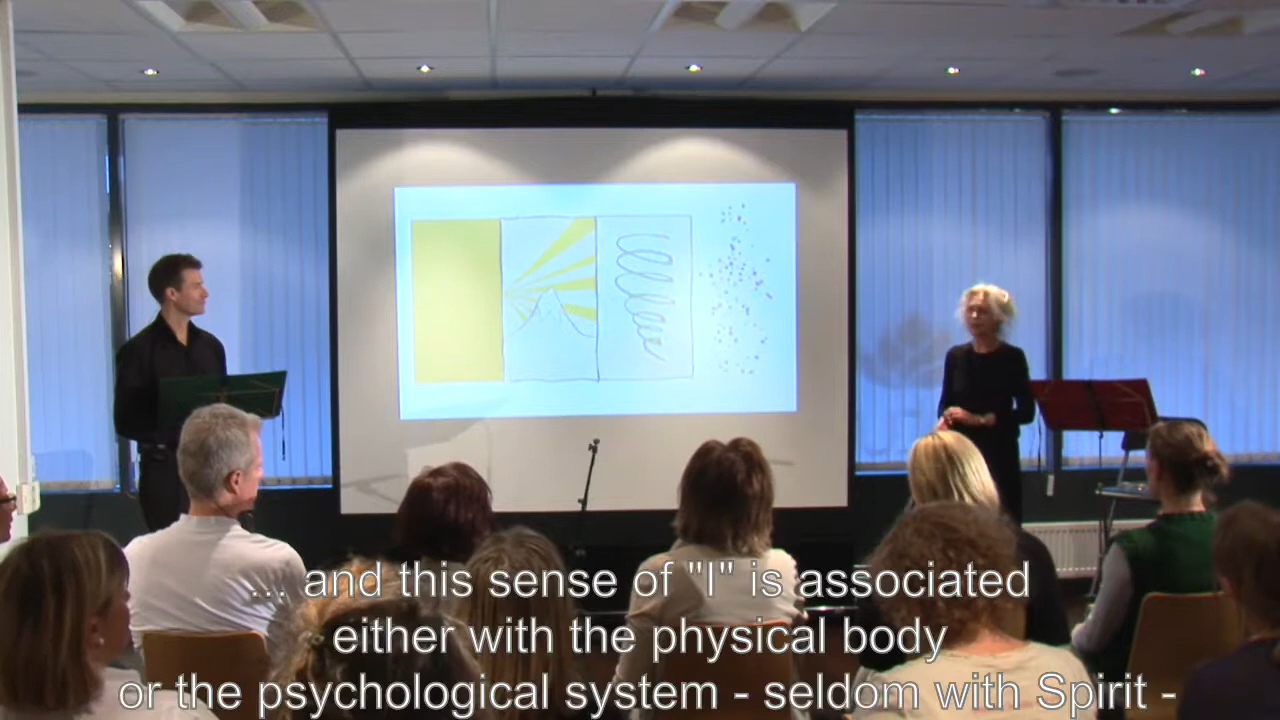 ... and this sense of "I" is associated
either with the physical body
or the psychological system - seldom with Spirit -